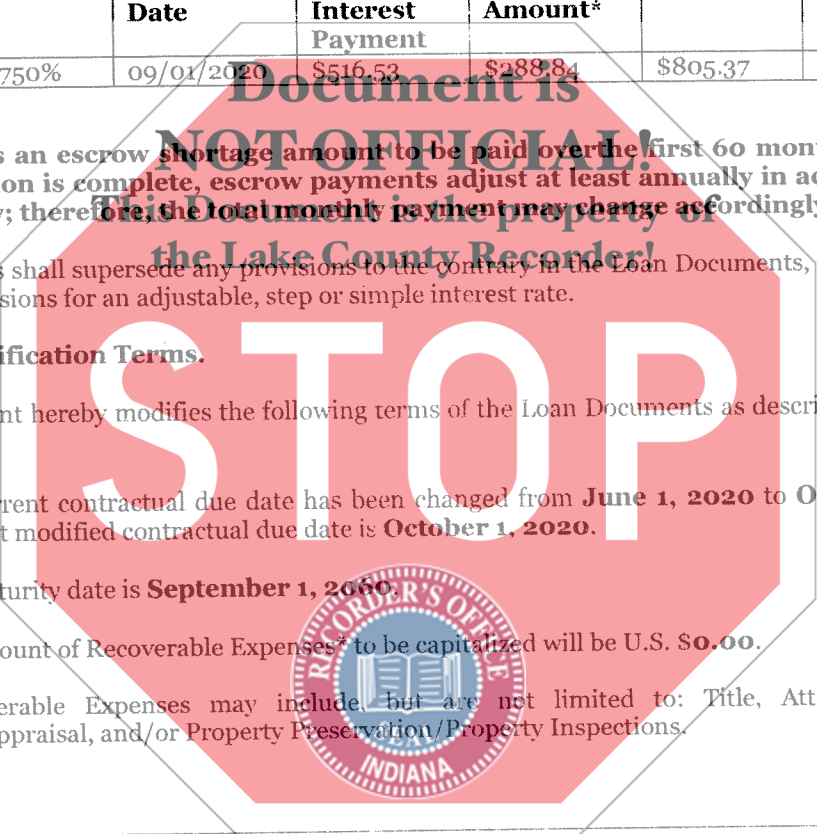 Date Interest Amount*
Payment
750% 09/01/2020 $516.53 $288.84 $805.37
Document is
NOT OFFICIAL!
This Document is the property of
the Lake County Recorder!
s an escrow shortage amount to be paid over the first 60 mon
on is complete, escrow payments adjust at least annually in ac
; therefore, the total monthly payment may change accordingly
s shall supersede any provisions to the contrary in the Loan Documents,
sions for an adjustable, step or simple interest rate.
ification Terms.
nt hereby modifies the following terms of the Loan Documents as descri
STOP
rrent contractual due date has been changed from June 1, 2020 to O
t modified contractual due date is October 1, 2020.
turity date is September 1, 2060.
ount of Recoverable Expenses* to be capitalized will be U.S. $0.00.
erable Expenses may include, but are not limited to: Title, Att
ppraisal, and/or Property Preservation/Property Inspections.
RECORDER'S OFFICE
SEAL
INDIANA